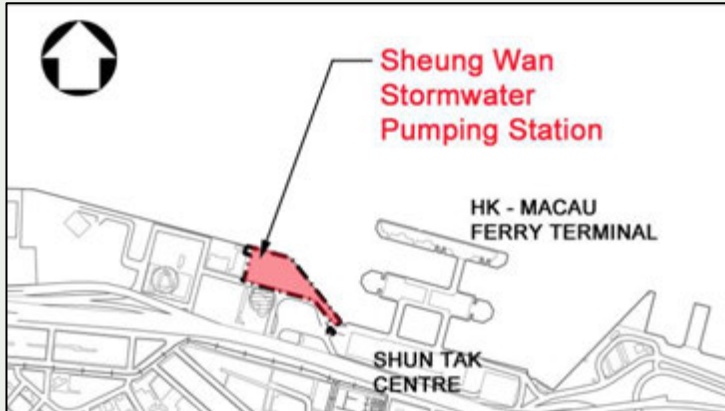 Sheung Wan
Stormwater
Pumping Station
HK - MACAU
FERRY TERMINAL
SHUN TAK
CENTRE